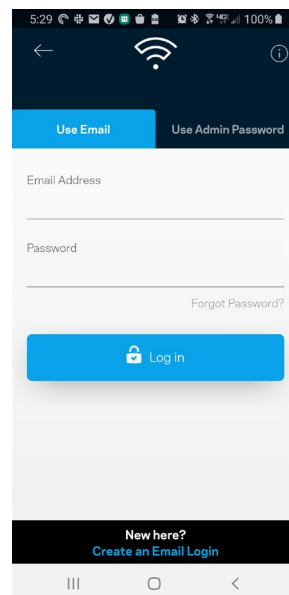 5:29 100%
Use Email Use Admin Password
Email Address
Password
Forgot Password?
Log in
New here?
Create an Email Login